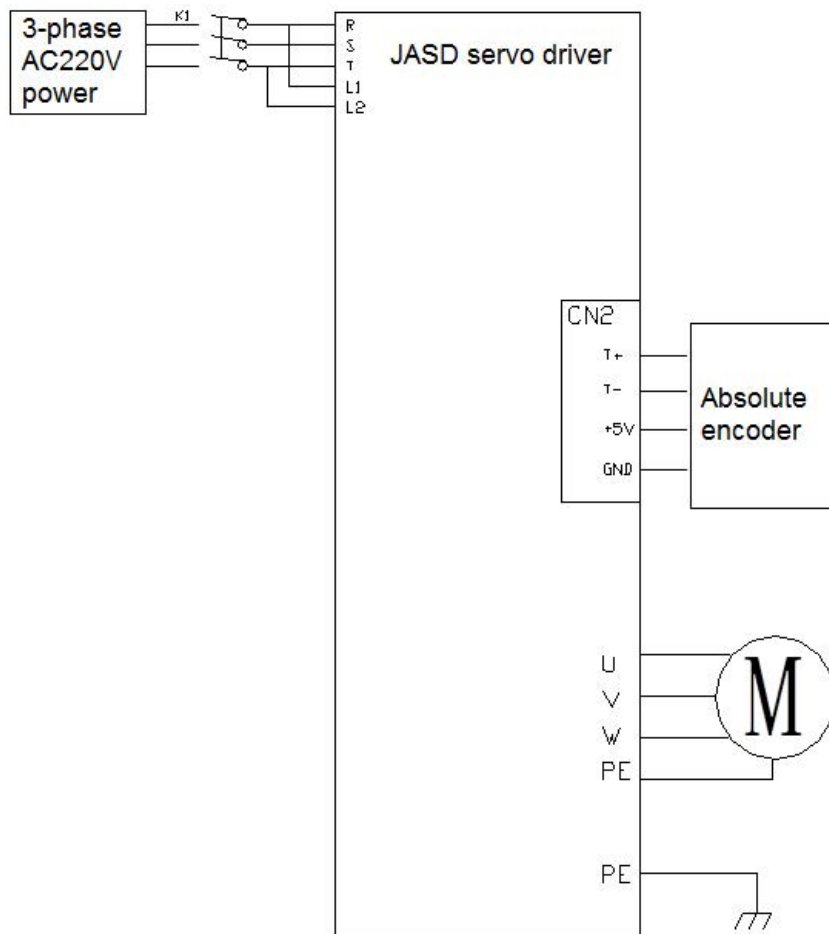 3-phase
AC220V
power
K1
R
S
T
L1
L2
JASD servo driver
CN2
T+
T-
+5V
GND
Absolute
encoder
U
V
W
PE
M
PE